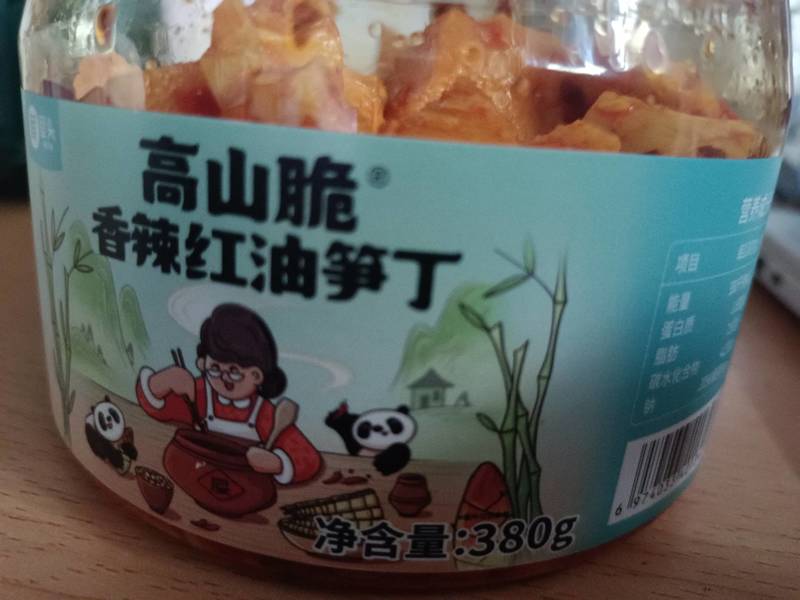 高山脆®
香辣红油笋丁
净含量:380g
营养成
项目
能量
蛋白质
脂肪
碳水化合物
钠